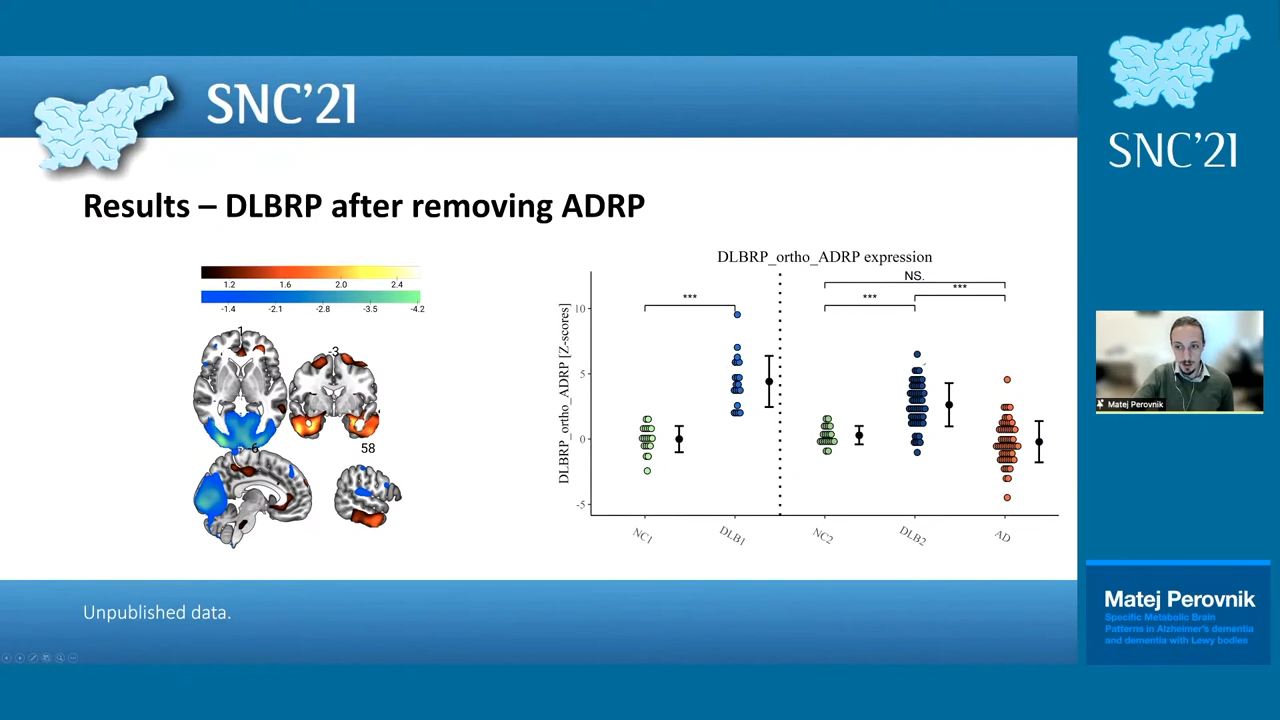 SNC'21
SNC'21
Results – DLBRP after removing ADRP
1.2 1.6 2.0 2.4
-1.4 -2.1 -2.8 -3.5 -4.2
1
-3
6
58
DLBRP_ortho_ADRP expression
NS.
***
***
***
DLBRP_ortho_ADRP [Z-scores]
10
5
0
-5
NC1 DLB1 NC2 DLB2 AD
Unpublished data.
Matej Perovnik
Matej Perovnik
Specific Metabolic Brain
Patterns in Alzheimer's dementia
and dementia with Lewy bodies